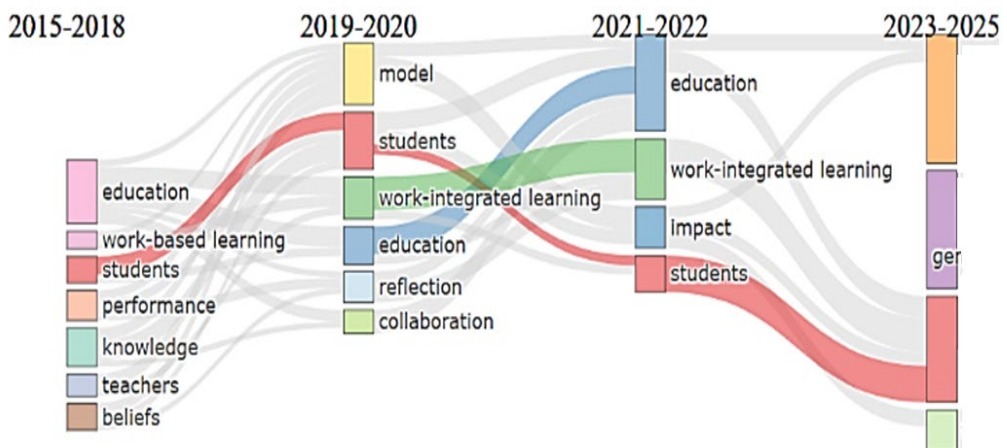 2015-2018
2019-2020
2021-2022
2023-2025
education
work-based learning
students
performance
knowledge
teachers
beliefs
model
students
work-integrated learning
education
reflection
collaboration
education
work-integrated learning
impact
students
ger